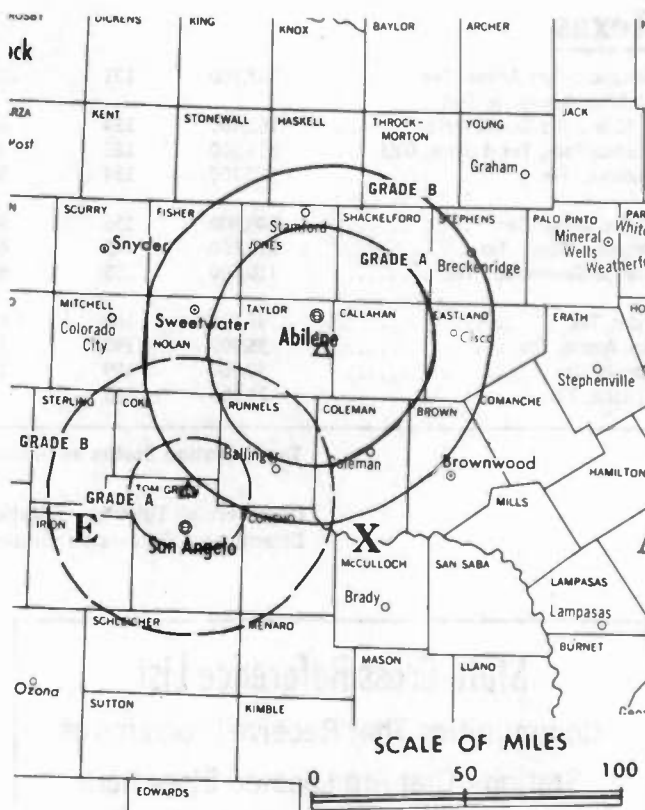 DICKENS
KING
KNOX
BAYLOR
ARCHER
ock
KENT
STONEWALL
HASKELL
THROCK-
MORTON
YOUNG
JACK
Post
Graham
GRADE B
SCURRY
FISHER
JONES
Stamford
SHACKELFORD
STEPHENS
PALO PINTO
Snyder
GRADE A
Breckenridge
Mineral
Wells
Weatherf
MITCHELL
Colorado
City
Sweetwater
NOLAN
TAYLOR
Abilene
CALLAHAN
EASTLAND
Cisco
ERATH
Stephenville
STERLING
COKE
RUNNELS
COLEMAN
BROWN
COMANCHE
GRADE B
Ballinger
Coleman
Brownwood
HAMILTON
TOM GREEN
GRADE A
MILLS
IRION
E
CONCHO
X
San Angelo
McCULLOCH
SAN SABA
LAMPASAS
Brady
Lampasas
SCHLEICHER
MENARD
BURNET
MASON
LLANO
Ozona
SUTTON
KIMBLE
SCALE OF MILES
0 50 100
EDWARDS